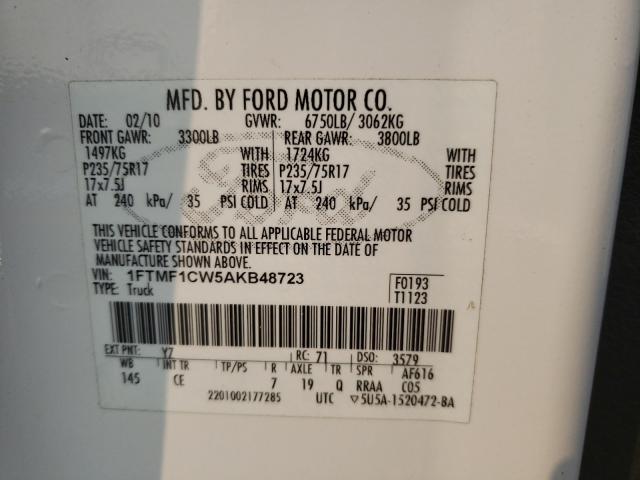 MFD. BY FORD MOTOR CO.
DATE: 02/10 GVWR: 6750LB/ 3062KG
FRONT GAWR: 3300LB REAR GAWR: 3800LB
1497KG WITH 1724KG WITH
P235/75R17 TIRES P235/75R17 TIRES
17x7.5J RIMS 17x7.5J RIMS
AT 240 kPa/ 35 PSI COLD AT 240 kPa/ 35 PSI COLD
THIS VEHICLE CONFORMS TO ALL APPLICABLE FEDERAL MOTOR
VEHICLE SAFETY STANDARDS IN EFFECT ON THE DATE OF
MANUFACTURE SHOWN ABOVE
VIN: 1FTMF1CW5AKB48723
TYPE: Truck
F0193
T1123
EXT PNT: YZ RC: 71 DSO: 3579
WB INT TR TP/PS R AXLE TR SPR AF616
145 CE 7 19 Q RRAA C05
2201002177285 UTC ▽5U5A-1520472-BA
Ford